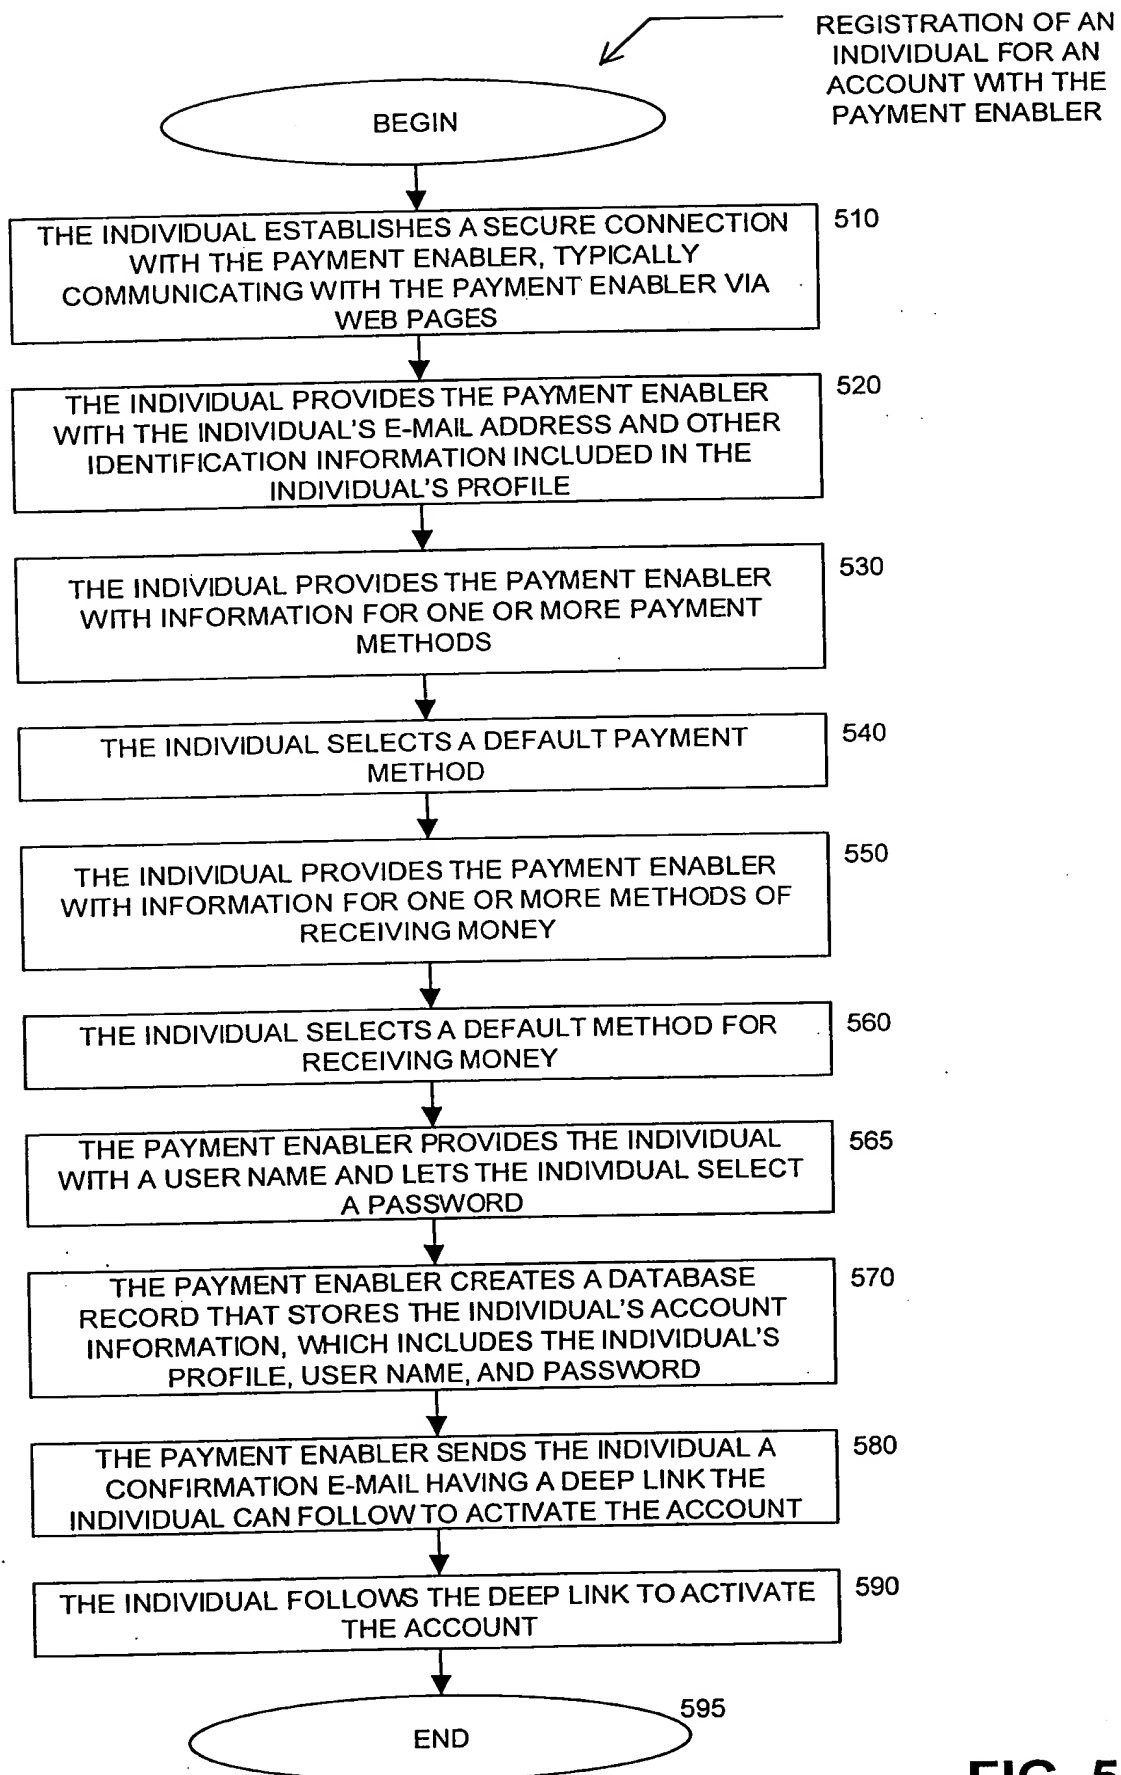 REGISTRATION OF AN
INDIVIDUAL FOR AN
ACCOUNT WITH THE
PAYMENT ENABLER
BEGIN
510
THE INDIVIDUAL ESTABLISHES A SECURE CONNECTION
WITH THE PAYMENT ENABLER, TYPICALLY
COMMUNICATING WITH THE PAYMENT ENABLER VIA
WEB PAGES
520
THE INDIVIDUAL PROVIDES THE PAYMENT ENABLER
WITH THE INDIVIDUAL'S E-MAIL ADDRESS AND OTHER
IDENTIFICATION INFORMATION INCLUDED IN THE
INDIVIDUAL'S PROFILE
530
THE INDIVIDUAL PROVIDES THE PAYMENT ENABLER
WITH INFORMATION FOR ONE OR MORE PAYMENT
METHODS
540
THE INDIVIDUAL SELECTS A DEFAULT PAYMENT
METHOD
550
THE INDIVIDUAL PROVIDES THE PAYMENT ENABLER
WITH INFORMATION FOR ONE OR MORE METHODS OF
RECEIVING MONEY
560
THE INDIVIDUAL SELECTS A DEFAULT METHOD FOR
RECEIVING MONEY
565
THE PAYMENT ENABLER PROVIDES THE INDIVIDUAL
WITH A USER NAME AND LETS THE INDIVIDUAL SELECT
A PASSWORD
570
THE PAYMENT ENABLER CREATES A DATABASE
RECORD THAT STORES THE INDIVIDUAL'S ACCOUNT
INFORMATION, WHICH INCLUDES THE INDIVIDUAL'S
PROFILE, USER NAME, AND PASSWORD
580
THE PAYMENT ENABLER SENDS THE INDIVIDUAL A
CONFIRMATION E-MAIL HAVING A DEEP LINK THE
INDIVIDUAL CAN FOLLOW TO ACTIVATE THE ACCOUNT
590
THE INDIVIDUAL FOLLOWS THE DEEP LINK TO ACTIVATE
THE ACCOUNT
595
END
FIG. 5